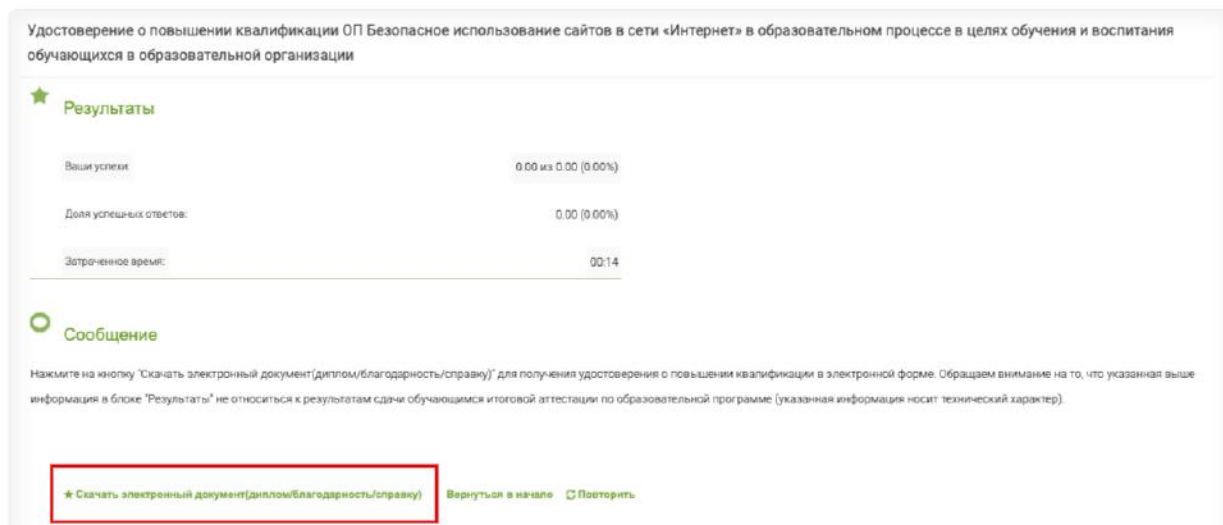 Удостоверение о повышении квалификации ОП Безопасное использование сайтов в сети «Интернет» в образовательном процессе в целях обучения и воспитания
обучающихся в образовательной организации
Результаты
Ваши успехи: 0.00 из 0.00 (0.00%)
Доля успешных ответов: 0.00 (0.00%)
Затраченное время: 00:14
Сообщение
Нажмите на кнопку "Скачать электронный документ(диплом/благодарность/справку)" для получения удостоверения о повышении квалификации в электронной форме. Обращаем внимание на то, что указанная выше
информация в блоке "Результаты" не относиться к результатам сдачи обучающимся итоговой аттестации по образовательной программе (указанная информация носит технический характер).
Скачать электронный документ(диплом/благодарность/справку) Вернуться в начало Повторить